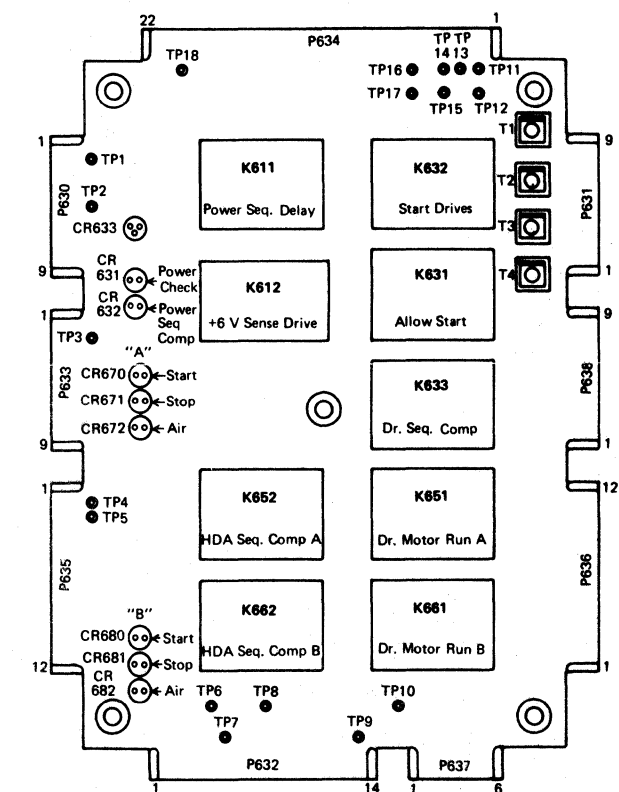 22
P634
1
TP18
TP TP
14 13
TP16
TP11
TP17
TP15
TP12
T1
1
9
TP1
K611
Power Seq. Delay
K632
Start Drives
T2
P630
TP2
P631
CR633
T3
CR
631
Power
Check
K612
+6 V Sense Drive
K631
Allow Start
T4
9
1
CR
632
Power
Seq
Comp
1
9
TP3
"A"
P633
CR670
Start
K633
Dr. Seq. Comp
P638
CR671
Stop
CR672
Air
9
1
1
12
TP4
TP5
K652
HDA Seq. Comp A
K651
Dr. Motor Run A
P635
P636
"B"
K662
HDA Seq. Comp B
K661
Dr. Motor Run B
CR680
Start
CR681
Stop
12
1
CR
682
Air
TP6
TP8
TP10
TP7
TP9
P632
P637
1
14
1
6